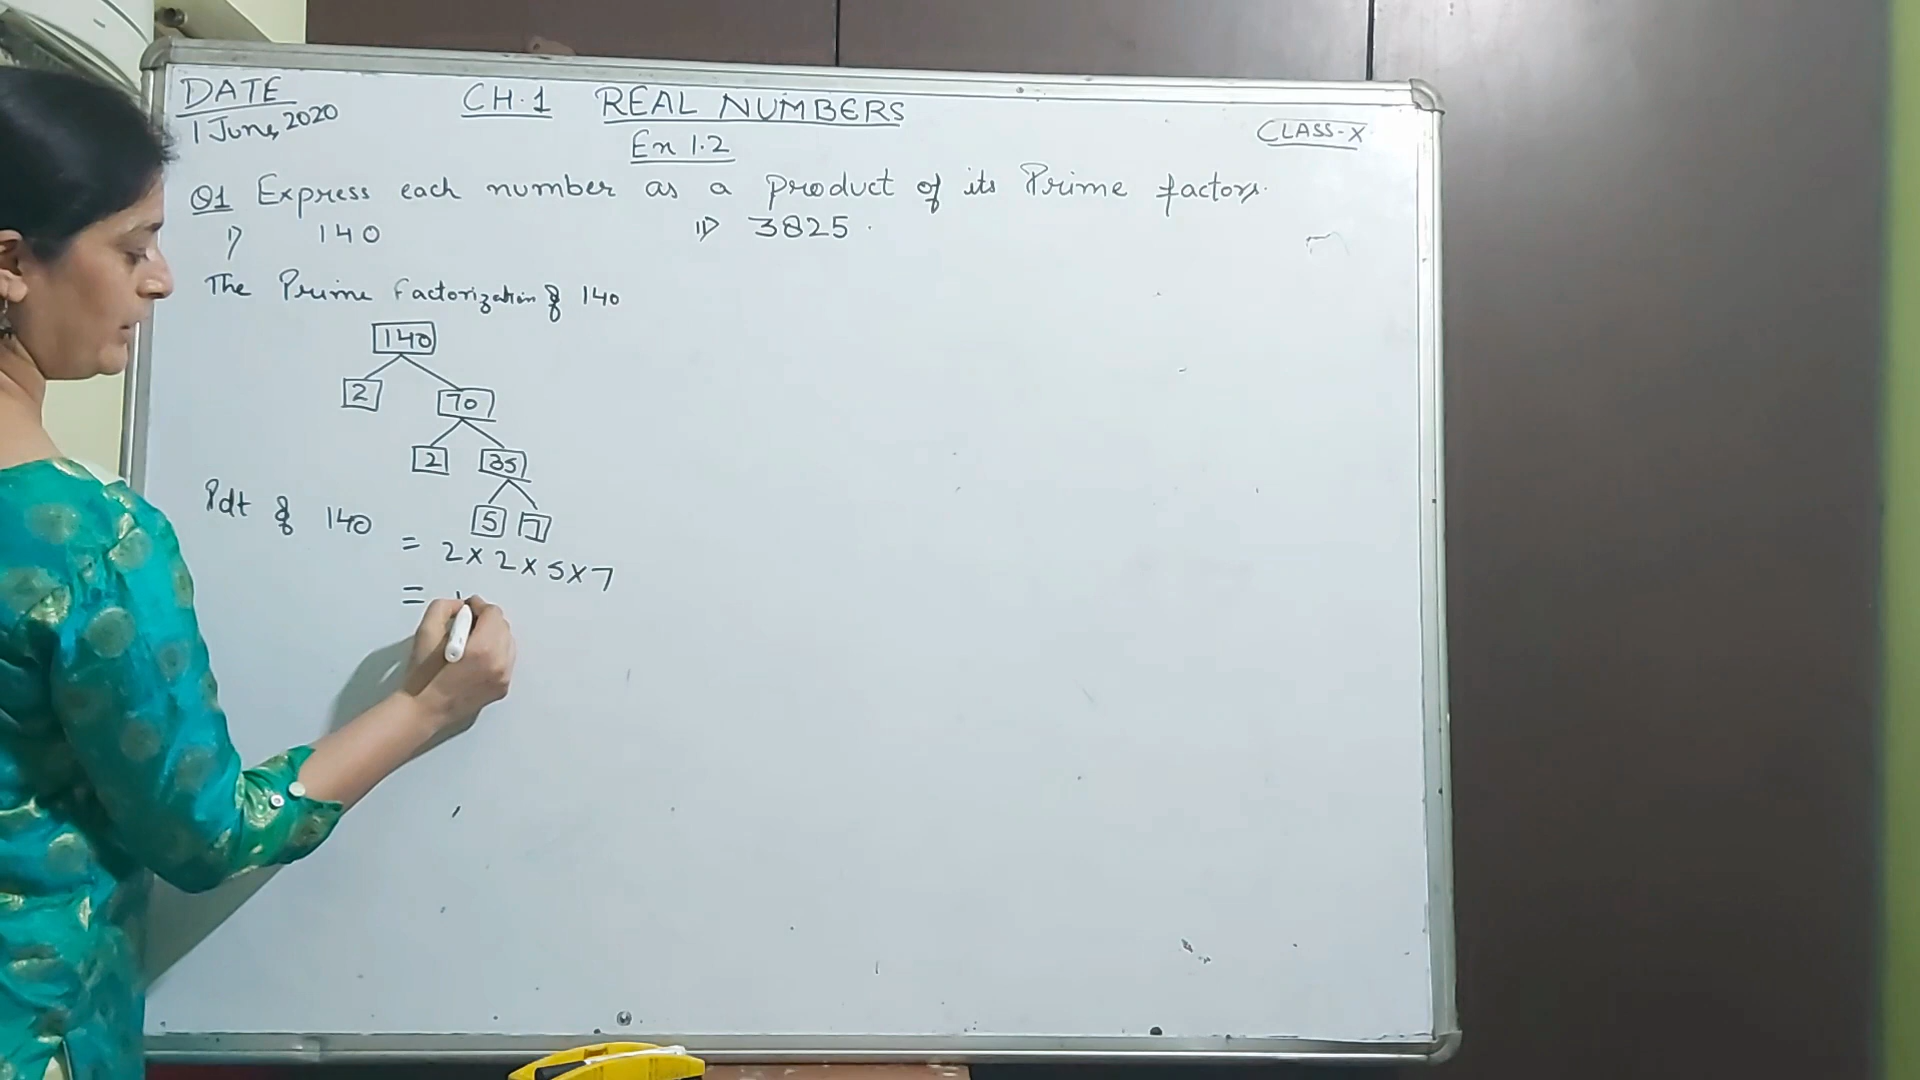 DATE
1 June, 2020
CH.1 REAL NUMBERS
Ex 1.2
CLASS-X
Q1 Express each number as a product of its Prime factors.
i) 140 ii) 3825.
The Prime Factorization of 140
140
2 70
2 35
5 7
Pdt of 140 = 2 x 2 x 5 x 7
=